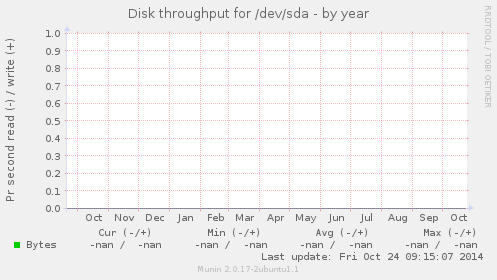 Disk throughput for /dev/sda - by year
RRDTOOL / TOBI OETIKER
Pr second read (-) / write (+)
1.0
0.9
0.8
0.7
0.6
0.5
0.4
0.3
0.2
0.1
0.0
Oct Nov Dec Jan Feb Mar Apr May Jun Jul Aug Sep Oct
Cur (-/+) Min (-/+) Avg (-/+) Max (-/+)
Bytes -nan / -nan -nan / -nan -nan / -nan -nan / -nan
Last update: Fri Oct 24 09:15:07 2014
Munin 2.0.17-2ubuntu1.1